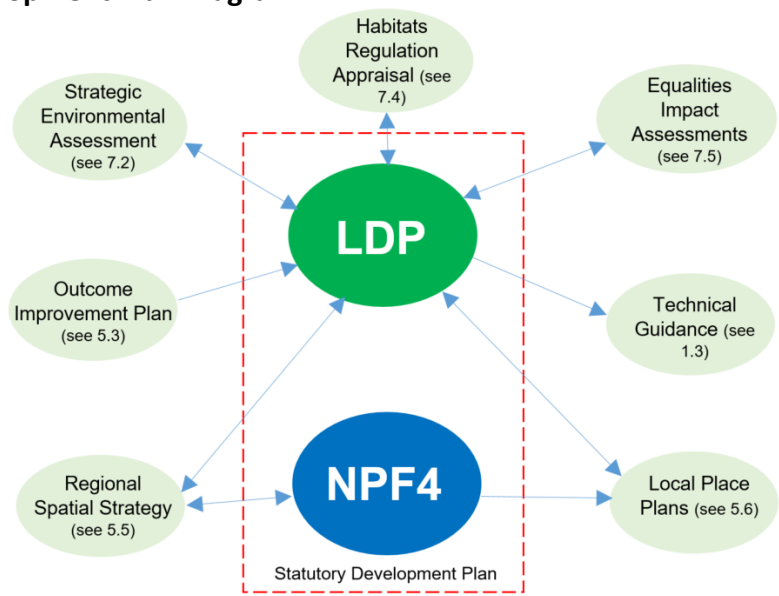 Habitats
Regulation
Appraisal (see
7.4)
Strategic
Environmental
Assessment
(see 7.2)
Equalities
Impact
Assessments
(see 7.5)
LDP
Outcome
Improvement Plan
(see 5.3)
Technical
Guidance (see
1.3)
NPF4
Regional
Spatial Strategy
(see 5.5)
Local Place
Plans (see 5.6)
Statutory Development Plan